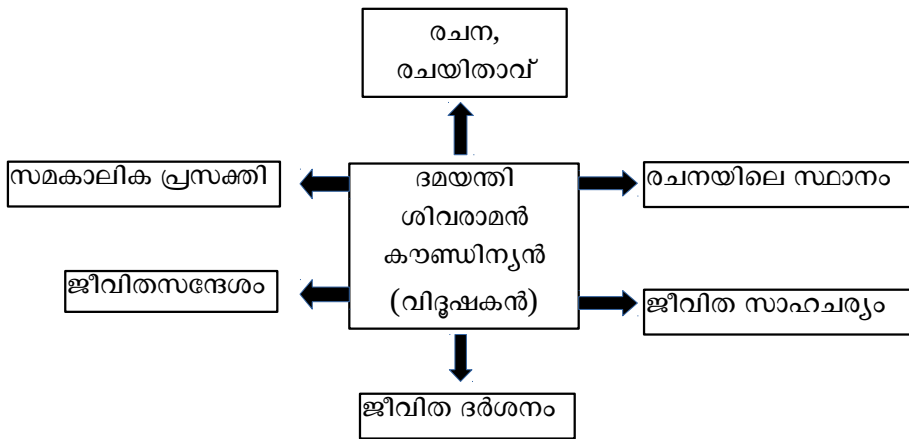 രചന,
രചയിതാവ്
സമകാലിക പ്രസക്തി
ദമയന്തി
ശിവരാമൻ
കൗണ്ഡിന്യൻ
(വിദൂഷകൻ)
രചനയിലെ സ്ഥാനം
ജീവിതസന്ദേശം
ജീവിത സാഹചര്യം
ജീവിത ദർശനം